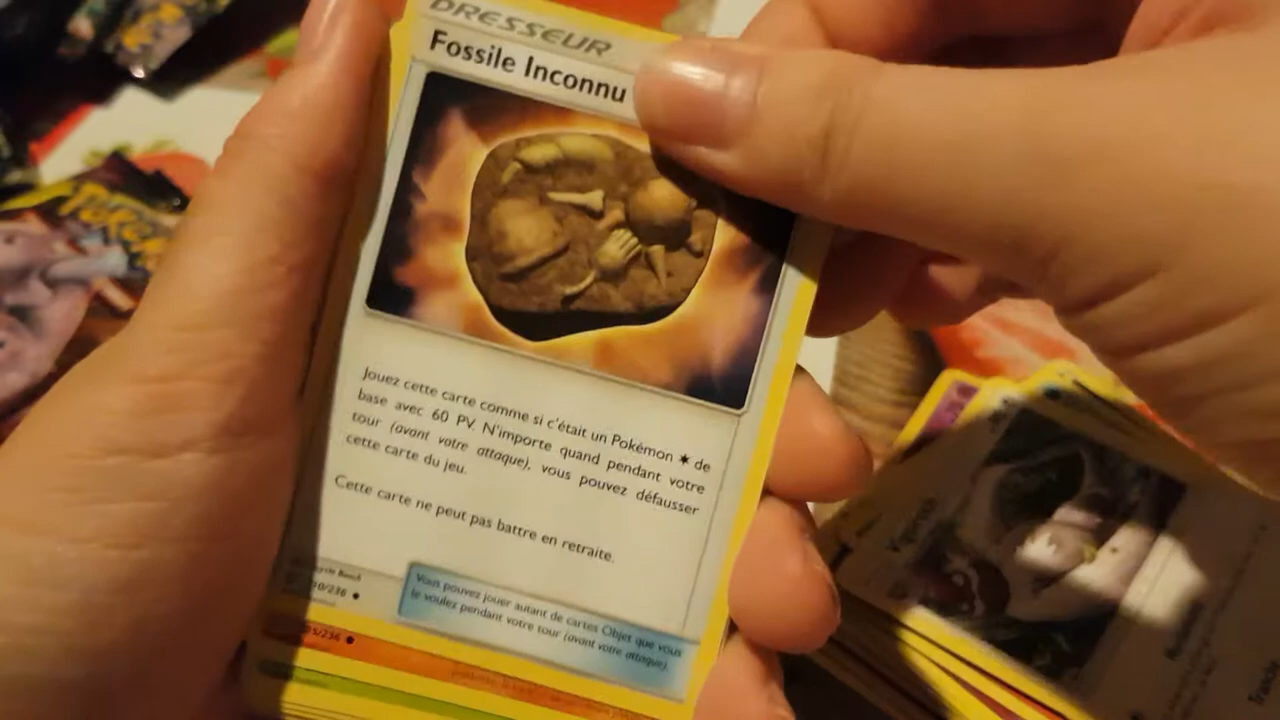 DRESSEUR
Fossile Inconnu
Jouez cette carte comme si c'était un Pokémon ✶ de
base avec 60 PV. N'importe quand pendant votre
tour (avant votre attaque), vous pouvez défausser
cette carte du jeu.
Cette carte ne peut pas battre en retraite.
Vous pouvez jouer autant de cartes Objet que vous
le voulez pendant votre tour (avant votre attaque).
/236
/236